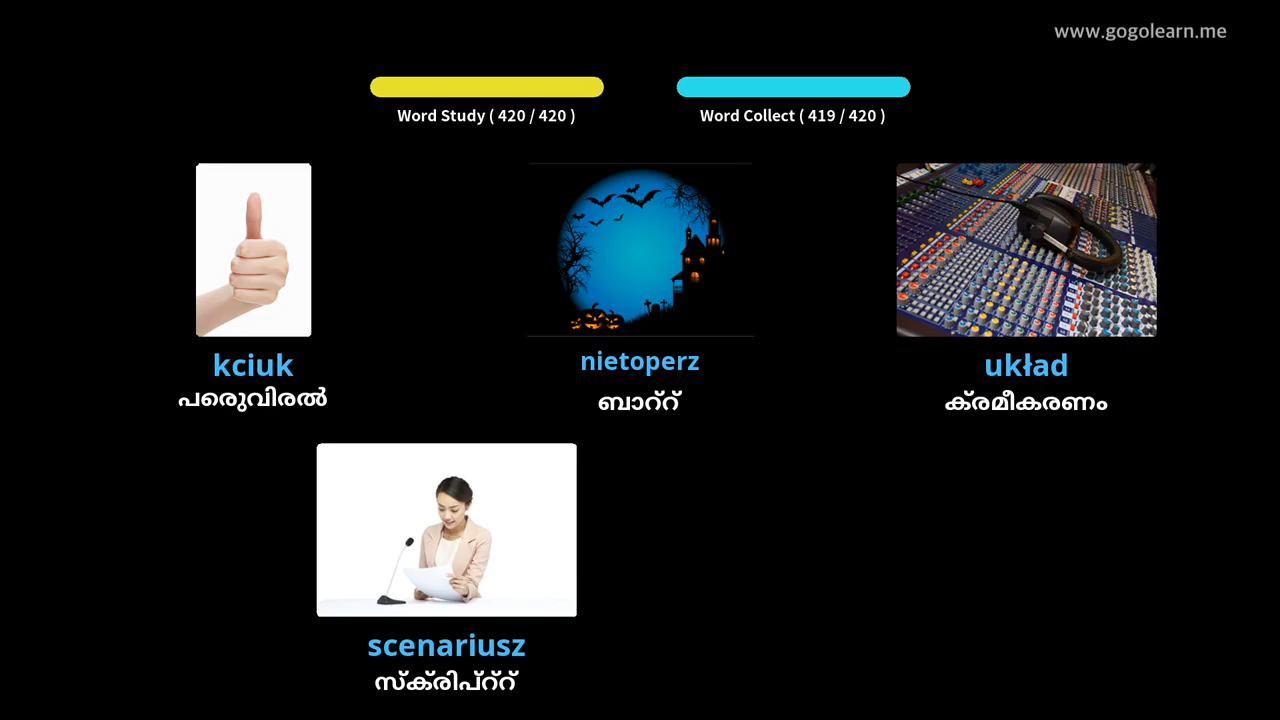 www.gogolearn.me
Word Study ( 420 / 420 )
Word Collect ( 419 / 420 )
kciuk
പെരുവിരൽ
nietoperz
ബാറ്റ്
układ
ക്രമീകരണം
scenariusz
സ്ക്രിപ്റ്റ്